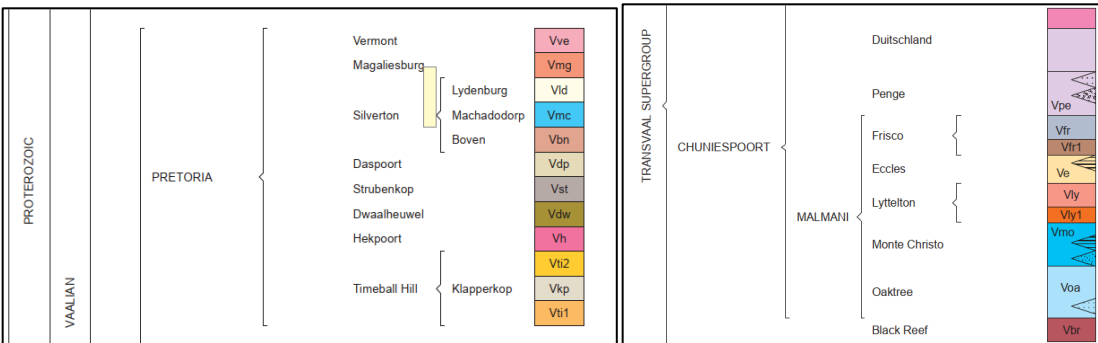 PROTEROZOIC
VAALIAN
PRETORIA
Vermont Vve
Magaliesburg Vmg
Lydenburg Vld
Silverton Machadodorp Vmc
Boven Vbn
Daspoort Vdp
Strubenkop Vst
Dwaalheuwel Vdw
Hekpoort Vh
Vti2
Timeball Hill Klapperkop Vkp
Vti1
TRANSVAAL SUPERGROUP
CHUNIESPOORT
MALMANI
Duitschland
Penge
Vpe
Frisco Vfr
Vfr1
Eccles Ve
Lyttelton Vly
Vly1
Vmo
Monte Christo
Oaktree Voa
Black Reef Vbr